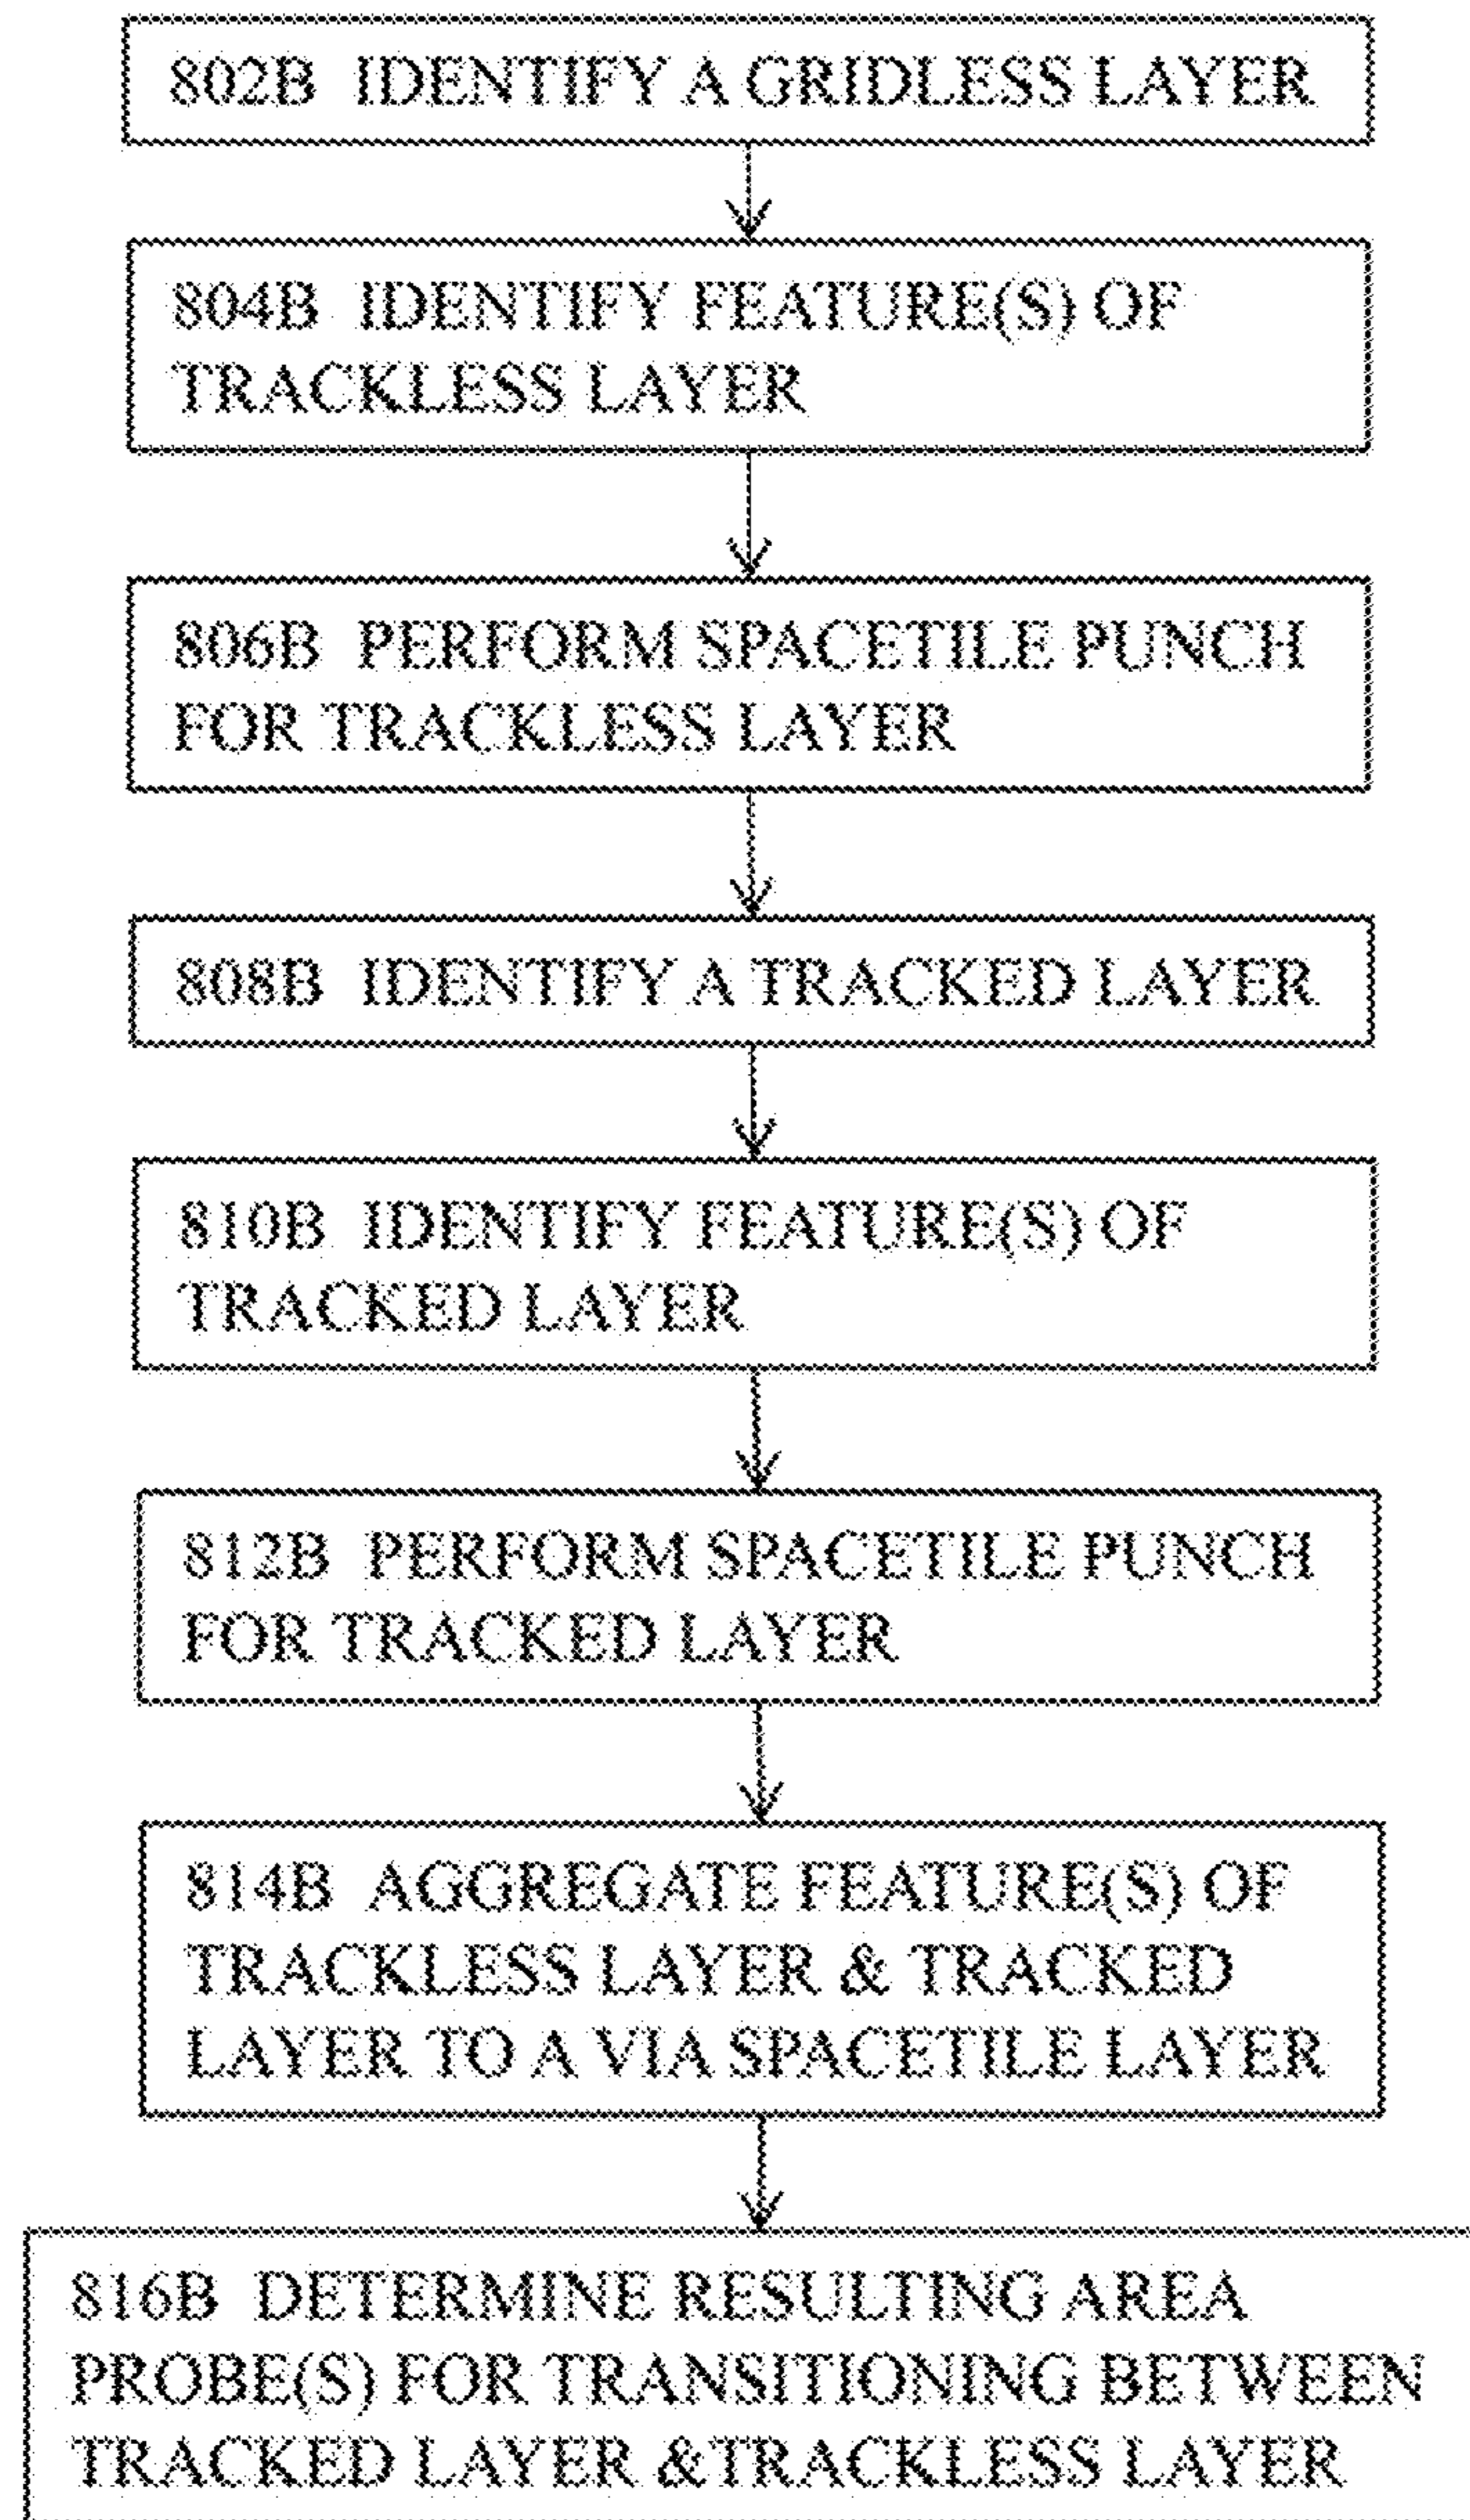 802B IDENTIFY A GRIDLESS LAYER
804B IDENTIFY FEATURE(S) OF
TRACKLESS LAYER
806B PERFORM SPACETILE PUNCH
FOR TRACKLESS LAYER
808B IDENTIFY A TRACKED LAYER
810B IDENTIFY FEATURE(S) OF
TRACKED LAYER
812B PERFORM SPACETILE PUNCH
FOR TRACKED LAYER
814B AGGREGATE FEATURE(S) OF
TRACKLESS LAYER & TRACKED
LAYER TO A VIA SPACETILE LAYER
816B DETERMINE RESULTING AREA
PROBE(S) FOR TRANSITIONING BETWEEN
TRACKED LAYER &TRACKLESS LAYER